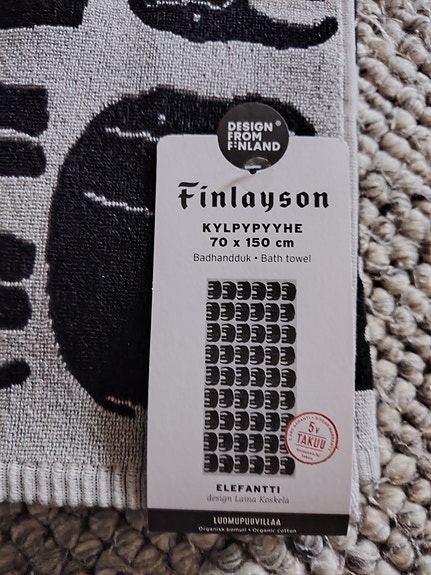 DESIGN®
FROM
FINLAND
Finlayson
KYLPYPYYHE
70 x 150 cm
Badhandduk • Bath towel
5v
TAKUU
ELEFANTTI
design Laina Koskela
LUOMUPUUVILLAA
Organisk bomull • Organic cotton